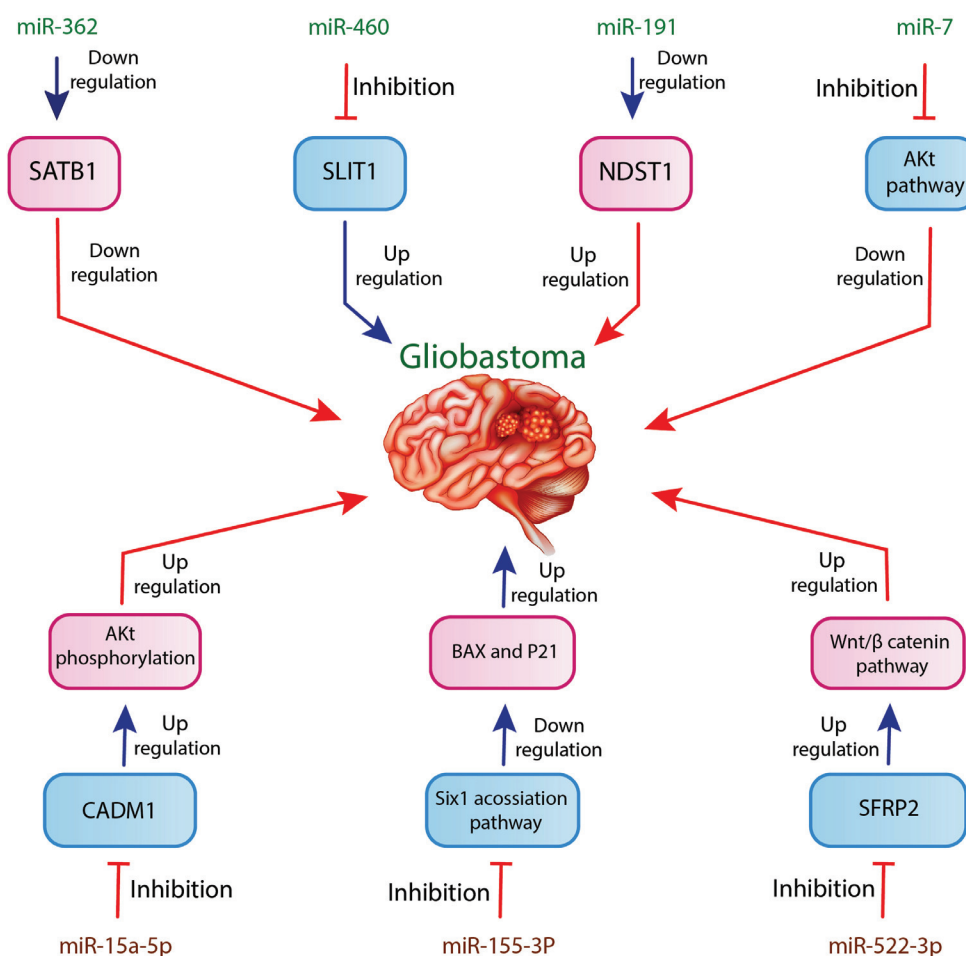 miR-362
miR-460
miR-191
miR-7
Down
regulation
Inhibition
Down
regulation
Inhibition
SATB1
SLIT1
NDST1
AKt
pathway
Down
regulation
Up
regulation
Up
regulation
Down
regulation
Gliobastoma
Up
regulation
Up
regulation
Up
regulation
AKt
phosphorylation
BAX and P21
Wnt/β catenin
pathway
Up
regulation
Down
regulation
Up
regulation
CADM1
Six1 acossiation
pathway
SFRP2
Inhibition
Inhibition
Inhibition
miR-15a-5p
miR-155-3P
miR-522-3p